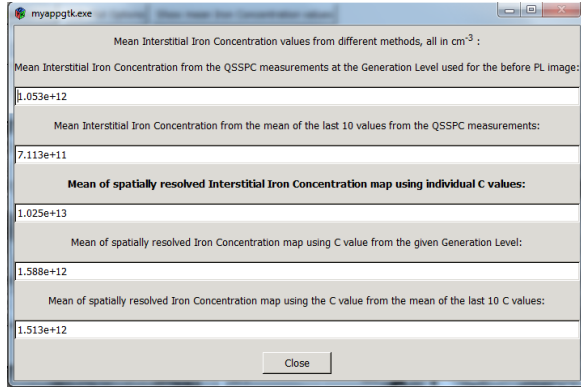 myappgtk.exe
Mean Interstitial Iron Concentration values from different methods, all in cm-3 :
Mean Interstitial Iron Concentration from the QSSPC measurements at the Generation Level used for the before PL image:
1.053e+12
Mean Interstitial Iron Concentration from the mean of the last 10 values from the QSSPC measurements:
7.113e+11
Mean of spatially resolved Interstitial Iron Concentration map using individual C values:
1.025e+13
Mean of spatially resolved Iron Concentration map using C value from the given Generation Level:
1.588e+12
Mean of spatially resolved Iron Concentration map using the C value from the mean of the last 10 C values:
1.513e+12
Close